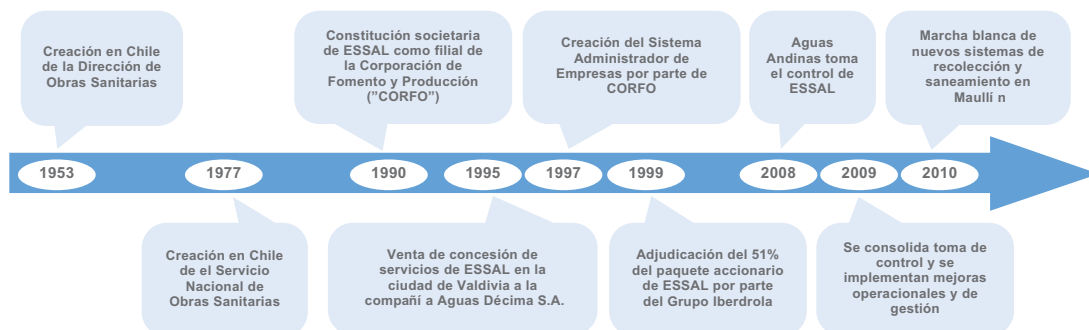 Creación en Chile
de la Dirección de
Obras Sanitarias
Constitución societaria
de ESSAL como filial de
la Corporación de
Fomento y Producción
(”CORFO”)
Creación del Sistema
Administrador de
Empresas por parte de
CORFO
Aguas
Andinas toma
el control de
ESSAL
Marcha blanca de
nuevos sistemas de
recolección y
saneamiento en
Maullí n
1953
1977
1990
1995
1997
1999
2008
2009
2010
Creación en Chile
de el Servicio
Nacional de
Obras Sanitarias
Venta de concesión de
servicios de ESSAL en la
ciudad de Valdivia a la
compañí a Aguas Décima S.A.
Adjudicación del 51%
del paquete accionario
de ESSAL por parte
del Grupo Iberdrola
Se consolida toma de
control y se
implementan mejoras
operacionales y de
gestión